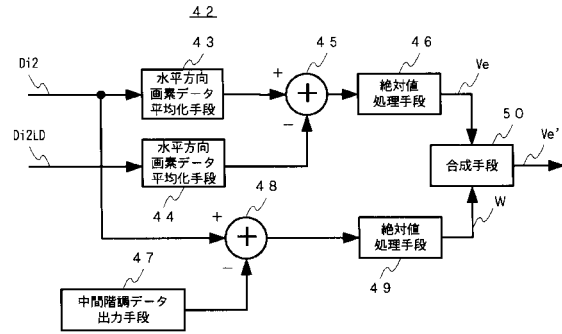 42
43
45
46
Di2
水平方向
画素データ
平均化手段
+
+
−
絶対値
処理手段
Ve
50
Di2LD
水平方向
画素データ
平均化手段
44
合成手段
Ve'
48
+
+
−
絶対値
処理手段
49
W
47
中間階調データ
出力手段